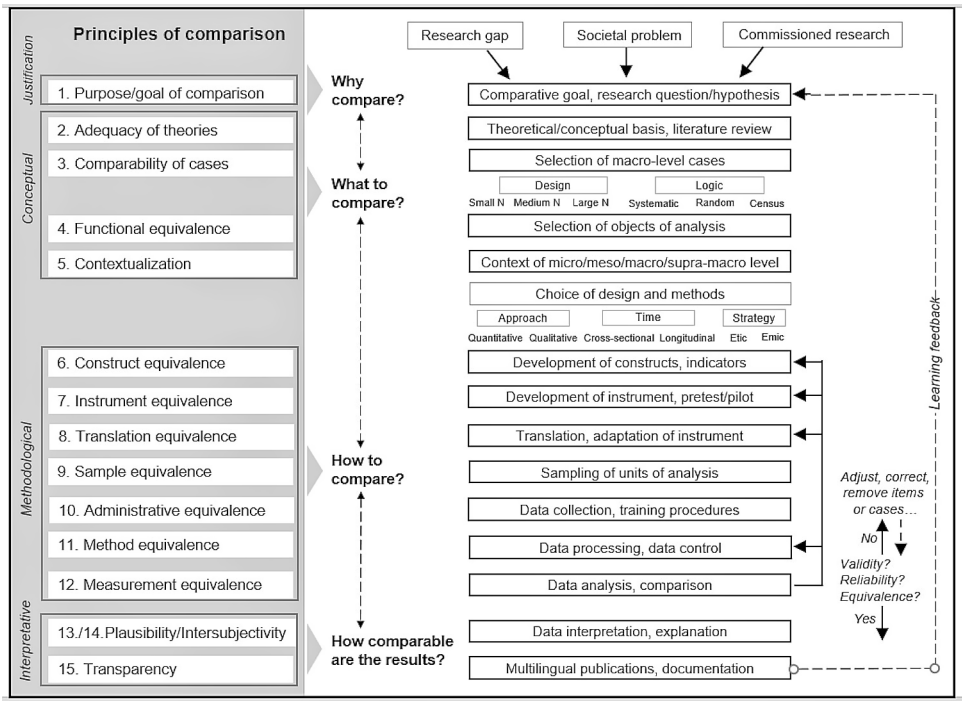 Principles of comparison
Justification
1. Purpose/goal of comparison
Conceptual
2. Adequacy of theories
3. Comparability of cases
4. Functional equivalence
5. Contextualization
Methodological
6. Construct equivalence
7. Instrument equivalence
8. Translation equivalence
9. Sample equivalence
10. Administrative equivalence
11. Method equivalence
12. Measurement equivalence
Interpretative
13./14.Plausibility/Intersubjectivity
15. Transparency
Why
compare?
What to
compare?
How to
compare?
How comparable
are the results?
Research gap
Societal problem
Commissioned research
Comparative goal, research question/hypothesis
Theoretical/conceptual basis, literature review
Selection of macro-level cases
Design
Logic
Small N Medium N Large N Systematic Random Census
Selection of objects of analysis
Context of micro/meso/macro/supra-macro level
Choice of design and methods
Approach
Time
Strategy
Quantitative Qualitative Cross-sectional Longitudinal Etic Emic
Development of constructs, indicators
Development of instrument, pretest/pilot
Translation, adaptation of instrument
Sampling of units of analysis
Data collection, training procedures
Data processing, data control
Data analysis, comparison
Data interpretation, explanation
Multilingual publications, documentation
Adjust, correct,
remove items
or cases…
No
Validity?
Reliability?
Equivalence?
Yes
Learning feedback